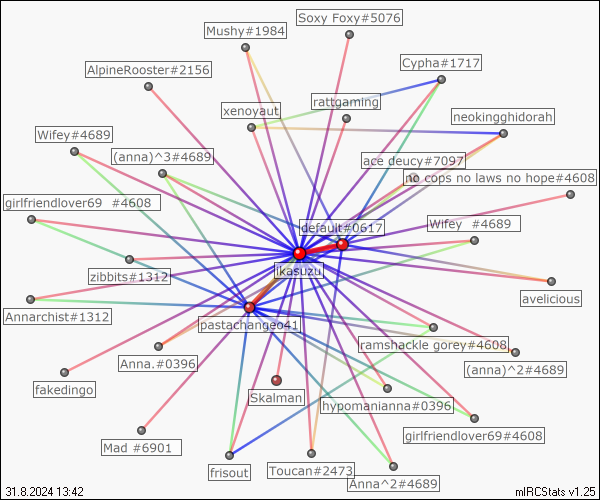 Soxy Foxy#5076
Mushy#1984
Cypha#1717
AlpineRooster#2156
rattgaming
xenoyaut
neokingghidorah
Wifey#4689
(anna)^3#4689
ace deucy#7097
no cops no laws no hope#4608
girlfriendlover69 #4608
default#0617
Wifey #4689
ikasuzu
zibbits#1312
avelicious
Annarchist#1312
pastachangeo41
ramshackle gorey#4608
Anna.#0396
(anna)^2#4689
fakedingo
Skalman
hypomanianna#0396
girlfriendlover69#4608
Mad #6901
frisout
Toucan#2473
Anna^2#4689
31.8.2024 13:42
mIRCStats v1.25